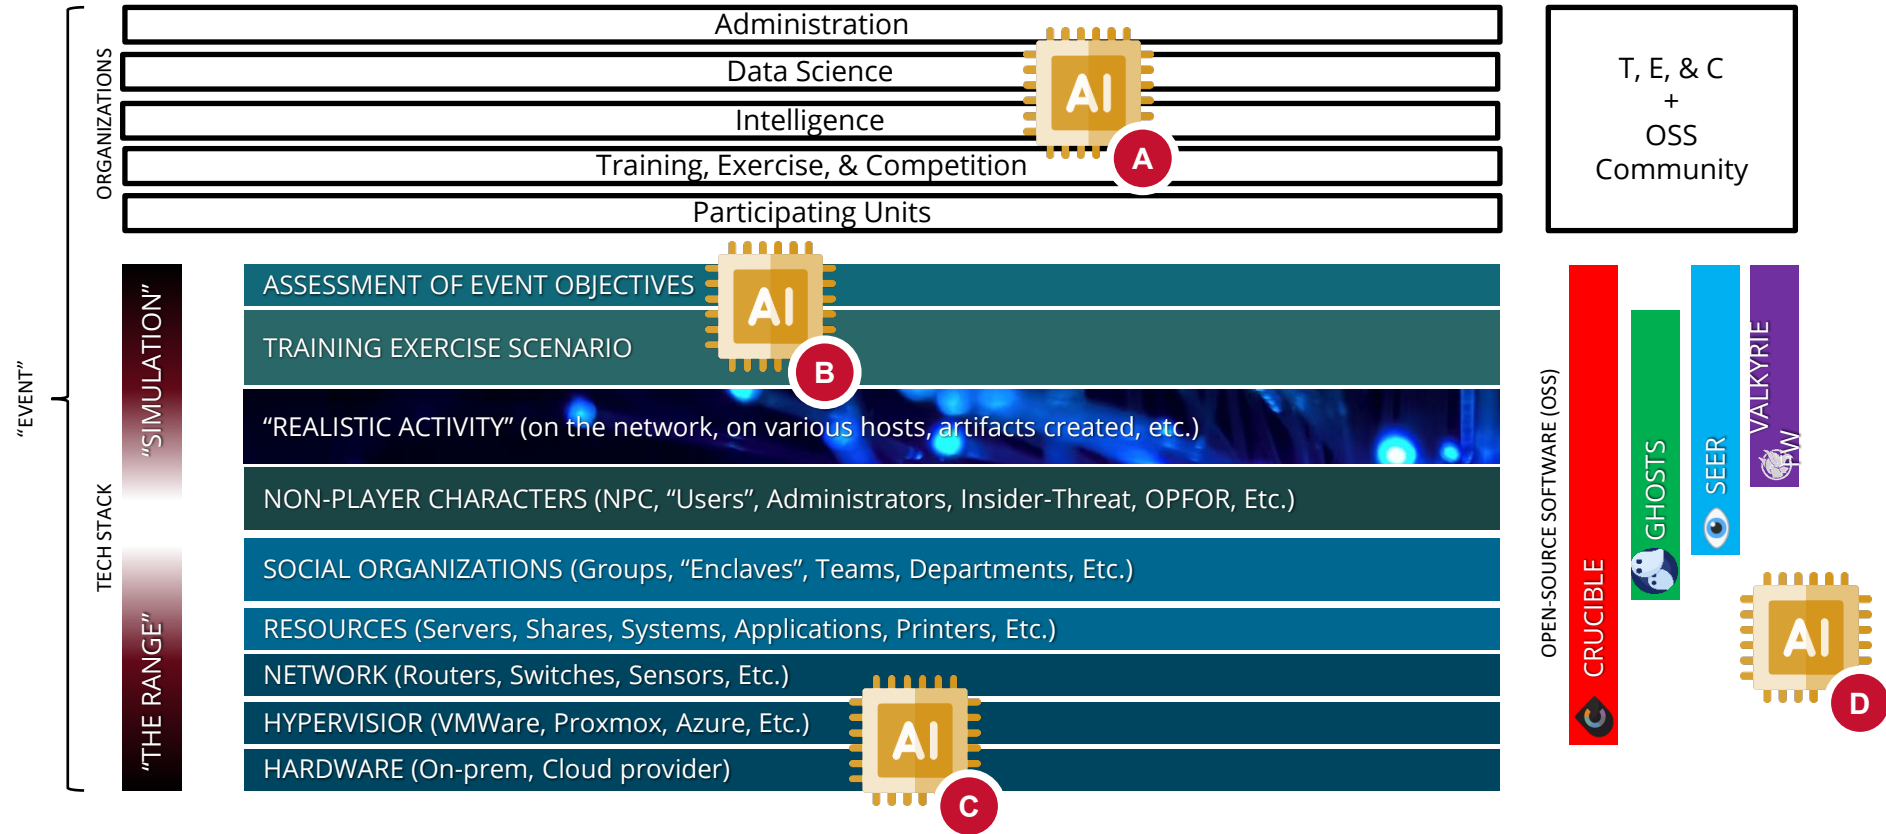 Administration
Data Science
Intelligence
Training, Exercise, & Competition
Participating Units
ORGANIZATIONS
AI
A
T, E, & C
+
OSS
Community
"EVENT"
TECH STACK
“SIMULATION”
“THE RANGE”
ASSESSMENT OF EVENT OBJECTIVES
TRAINING EXERCISE SCENARIO
AI
B
“REALISTIC ACTIVITY” (on the network, on various hosts, artifacts created, etc.)
NON-PLAYER CHARACTERS (NPC, “Users”, Administrators, Insider-Threat, OPFOR, Etc.)
SOCIAL ORGANIZATIONS (Groups, “Enclaves”, Teams, Departments, Etc.)
RESOURCES (Servers, Shares, Systems, Applications, Printers, Etc.)
NETWORK (Routers, Switches, Sensors, Etc.)
HYPERVISIOR (VMWare, Proxmox, Azure, Etc.)
HARDWARE (On-prem, Cloud provider)
AI
C
OPEN-SOURCE SOFTWARE (OSS)
CRUCIBLE
GHOSTS
SEER
VALKYRIE
TW
AI
D